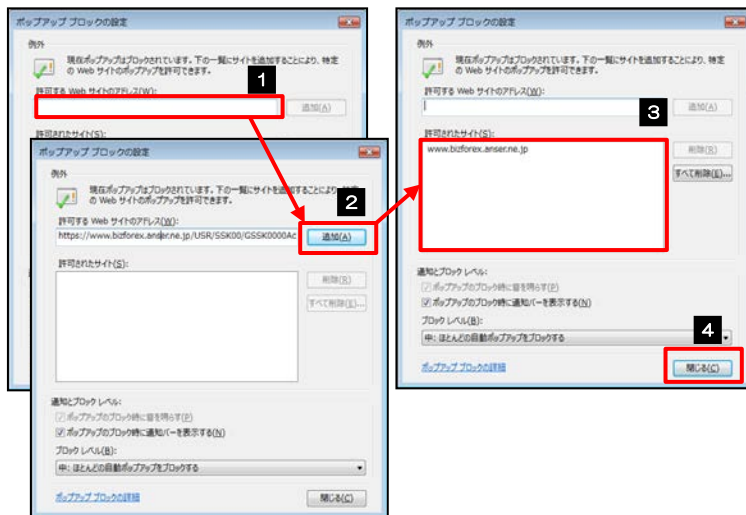 ポップアップ ブロックの設定
例外
現在ポップアップはブロックされています。下の一覧にサイトを追加することにより、特定
の Web サイトのポップアップを許可できます。
1
許可する Web サイトのアドレス(W):
追加(A)
許可されたサイト(S):
ポップアップ ブロックの設定
例外
現在ポップアップはブロックされています。下の一覧にサイトを追加することにより、特定
の Web サイトのポップアップを許可できます。
2
許可する Web サイトのアドレス(W):
https://www.bizforex.anser.ne.jp/USR/SSK00/GSSK0000Ac
追加(A)
許可されたサイト(S):
削除(R)
すべて削除(E)...
通知とブロック レベル:
ポップアップのブロック時に音を鳴らす(P)
ポップアップのブロック時に通知バーを表示する(N)
ブロック レベル(B):
中: ほとんどの自動ポップアップをブロックする
ポップアップ ブロックの詳細
閉じる(C)
ポップアップ ブロックの設定
例外
現在ポップアップはブロックされています。下の一覧にサイトを追加することにより、特定
の Web サイトのポップアップを許可できます。
許可する Web サイトのアドレス(W):
3
追加(A)
許可されたサイト(S):
www.bizforex.anser.ne.jp
削除(R)
すべて削除(E)...
通知とブロック レベル:
ポップアップのブロック時に音を鳴らす(P)
ポップアップのブロック時に通知バーを表示する(N)
ブロック レベル(B):
4
中: ほとんどの自動ポップアップをブロックする
ポップアップ ブロックの詳細
閉じる(C)